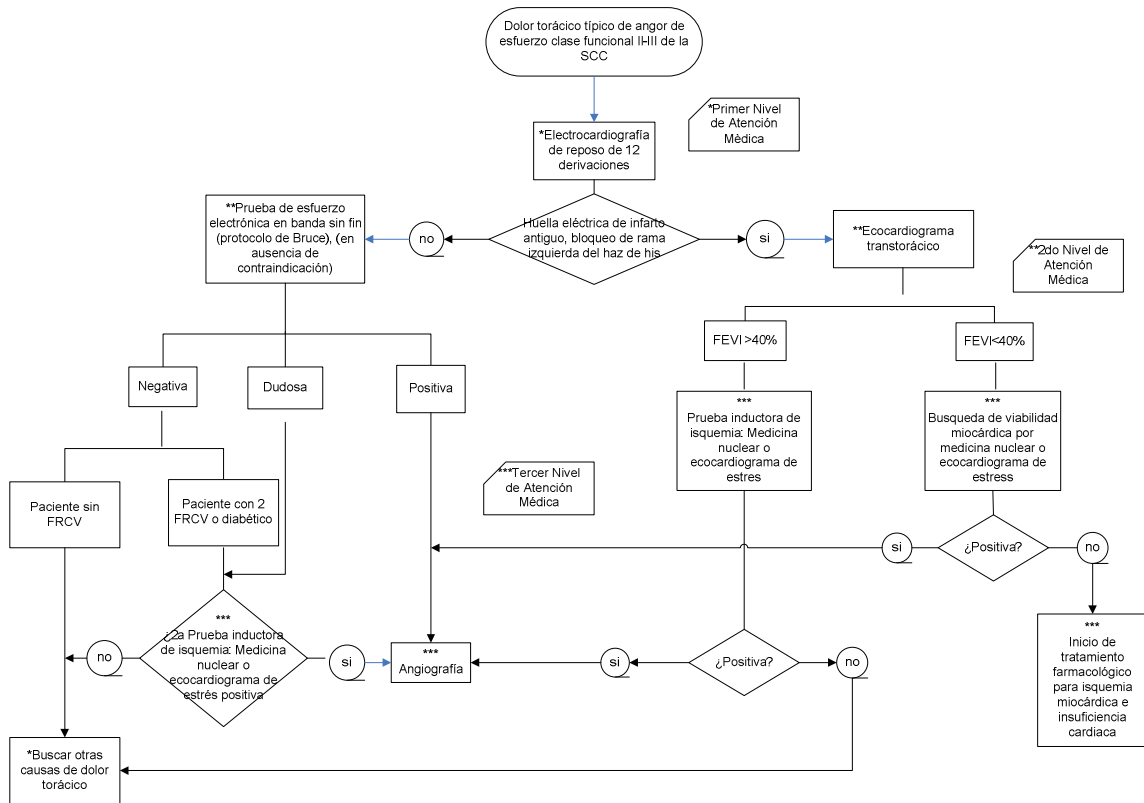 Dolor torácico típico de angor de
esfuerzo clase funcional II-III de la
SCC
*Primer Nivel
de Atención
Mèdica
*Electrocardiografía
de reposo de 12
derivaciones
**Prueba de esfuerzo
electrónica en banda sin fin
(protocolo de Bruce), (en
ausencia de
contraindicación)
no
Huella eléctrica de infarto
antiguo, bloqueo de rama
izquierda del haz de his
si
**Ecocardiograma
transtorácico
**2do Nivel de
Atención
Médica
FEVI >40%
FEVI<40%
Negativa
Dudosa
Positiva
***
Prueba inductora de
isquemia: Medicina
nuclear o
ecocardiograma de
estres
***
Busqueda de viabilidad
miocárdica por
medicina nuclear o
ecocardiograma de
estress
***Tercer Nivel
de Atención
Médica
Paciente sin
FRCV
Paciente con 2
FRCV o diabético
si
¿Positiva?
no
***
¿2a Prueba inductora
de isquemia: Medicina
nuclear o
ecocardiograma de
estrés positiva
no
si
***
Angiografía
si
¿Positiva?
no
***
Inicio de
tratamiento
farmacológico
para isquemia
miocárdica e
insuficiencia
cardiaca
*Buscar otras
causas de dolor
torácico